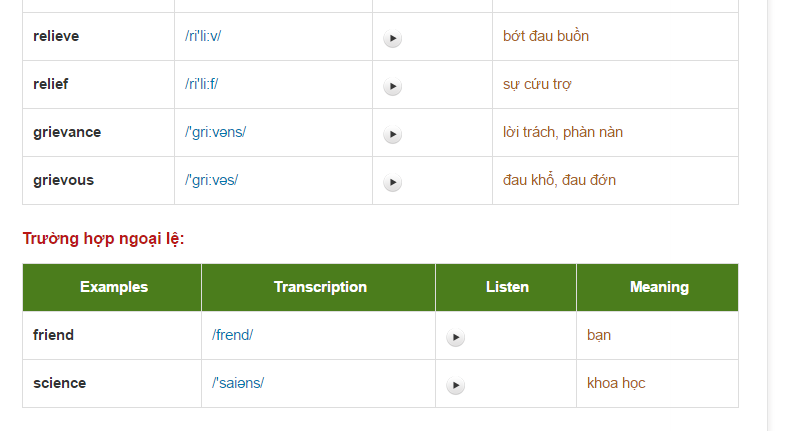 relieve /ri'li:v/ bớt đau buồn
relief /ri'li:f/ sự cứu trợ
grievance /'gri:vəns/ lời trách, phàn nàn
grievous /'gri:vəs/ đau khổ, đau đớn
Trường hợp ngoại lệ:
Examples Transcription Listen Meaning
friend /frend/ bạn
science /'saiəns/ khoa học